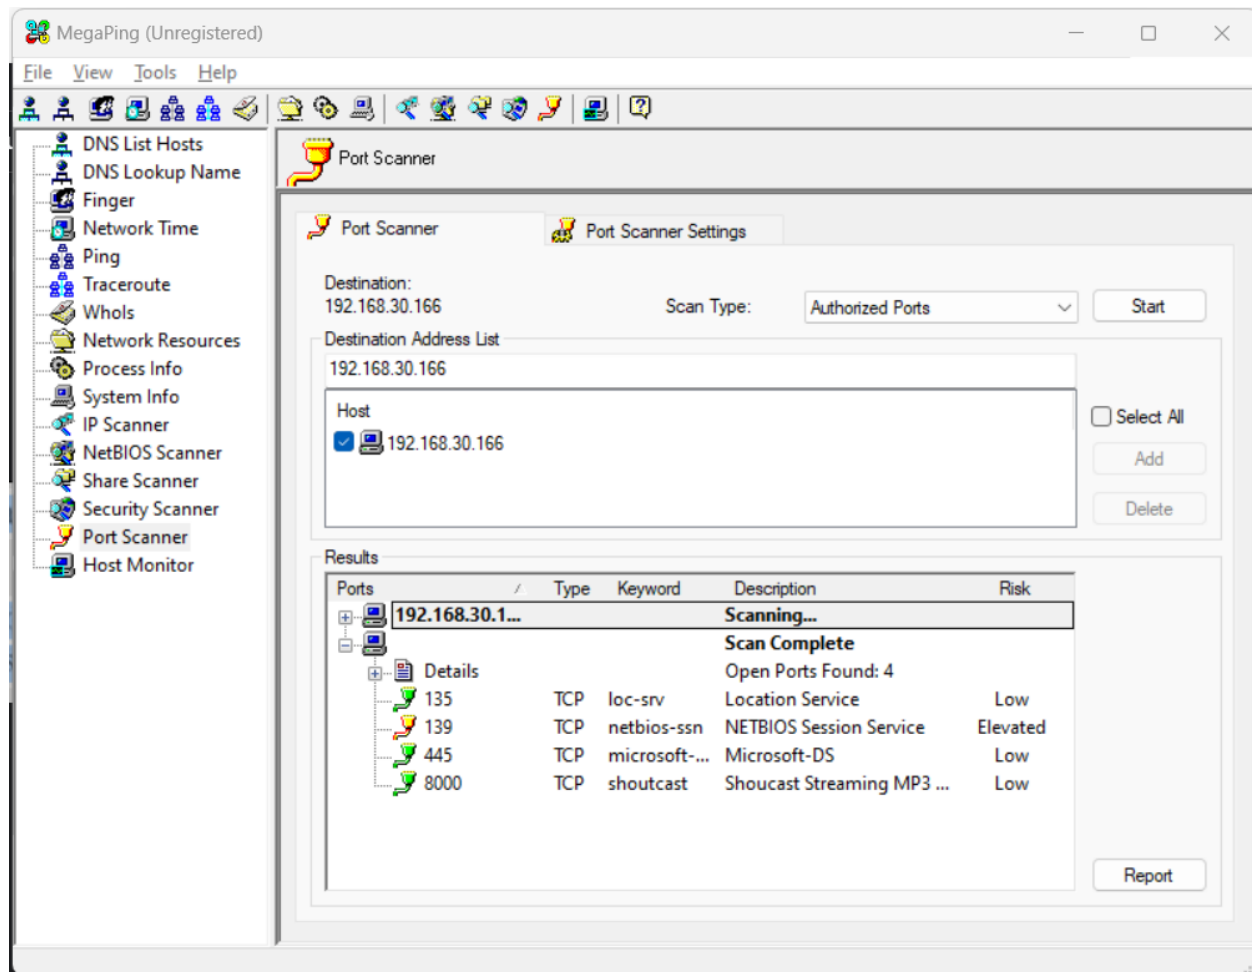 MegaPing (Unregistered)
File View Tools Help
DNS List Hosts
DNS Lookup Name
Finger
Network Time
Ping
Traceroute
WhoIs
Network Resources
Process Info
System Info
IP Scanner
NetBIOS Scanner
Share Scanner
Security Scanner
Port Scanner
Host Monitor
Port Scanner
Port Scanner Port Scanner Settings
Destination:
192.168.30.166 Scan Type: Authorized Ports Start
Destination Address List
192.168.30.166
Host
192.168.30.166
Select All
Add
Delete
Results
Ports Type Keyword Description Risk
192.168.30.1... Scanning...
Scan Complete
Details Open Ports Found: 4
135 TCP loc-srv Location Service Low
139 TCP netbios-ssn NETBIOS Session Service Elevated
445 TCP microsoft-... Microsoft-DS Low
8000 TCP shoutcast Shoucast Streaming MP3 ... Low
Report